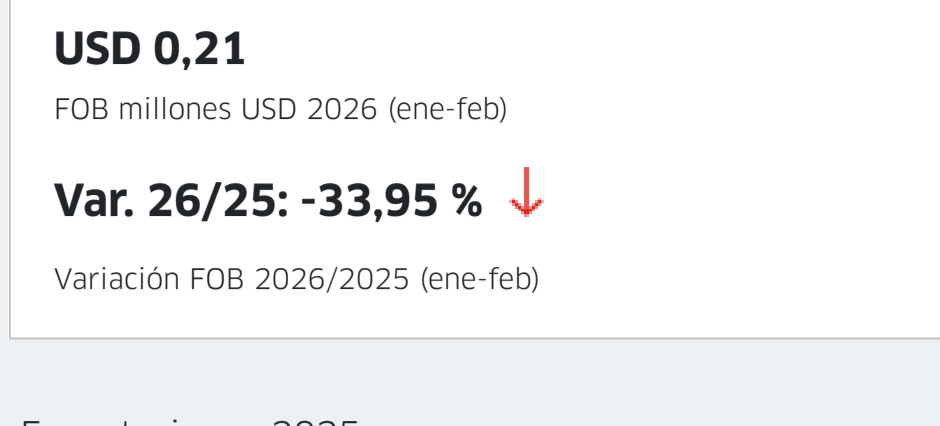 USD 0,21
FOB millones USD 2026 (ene-feb)
Var. 26/25: -33,95 %
Variación FOB 2026/2025 (ene-feb)